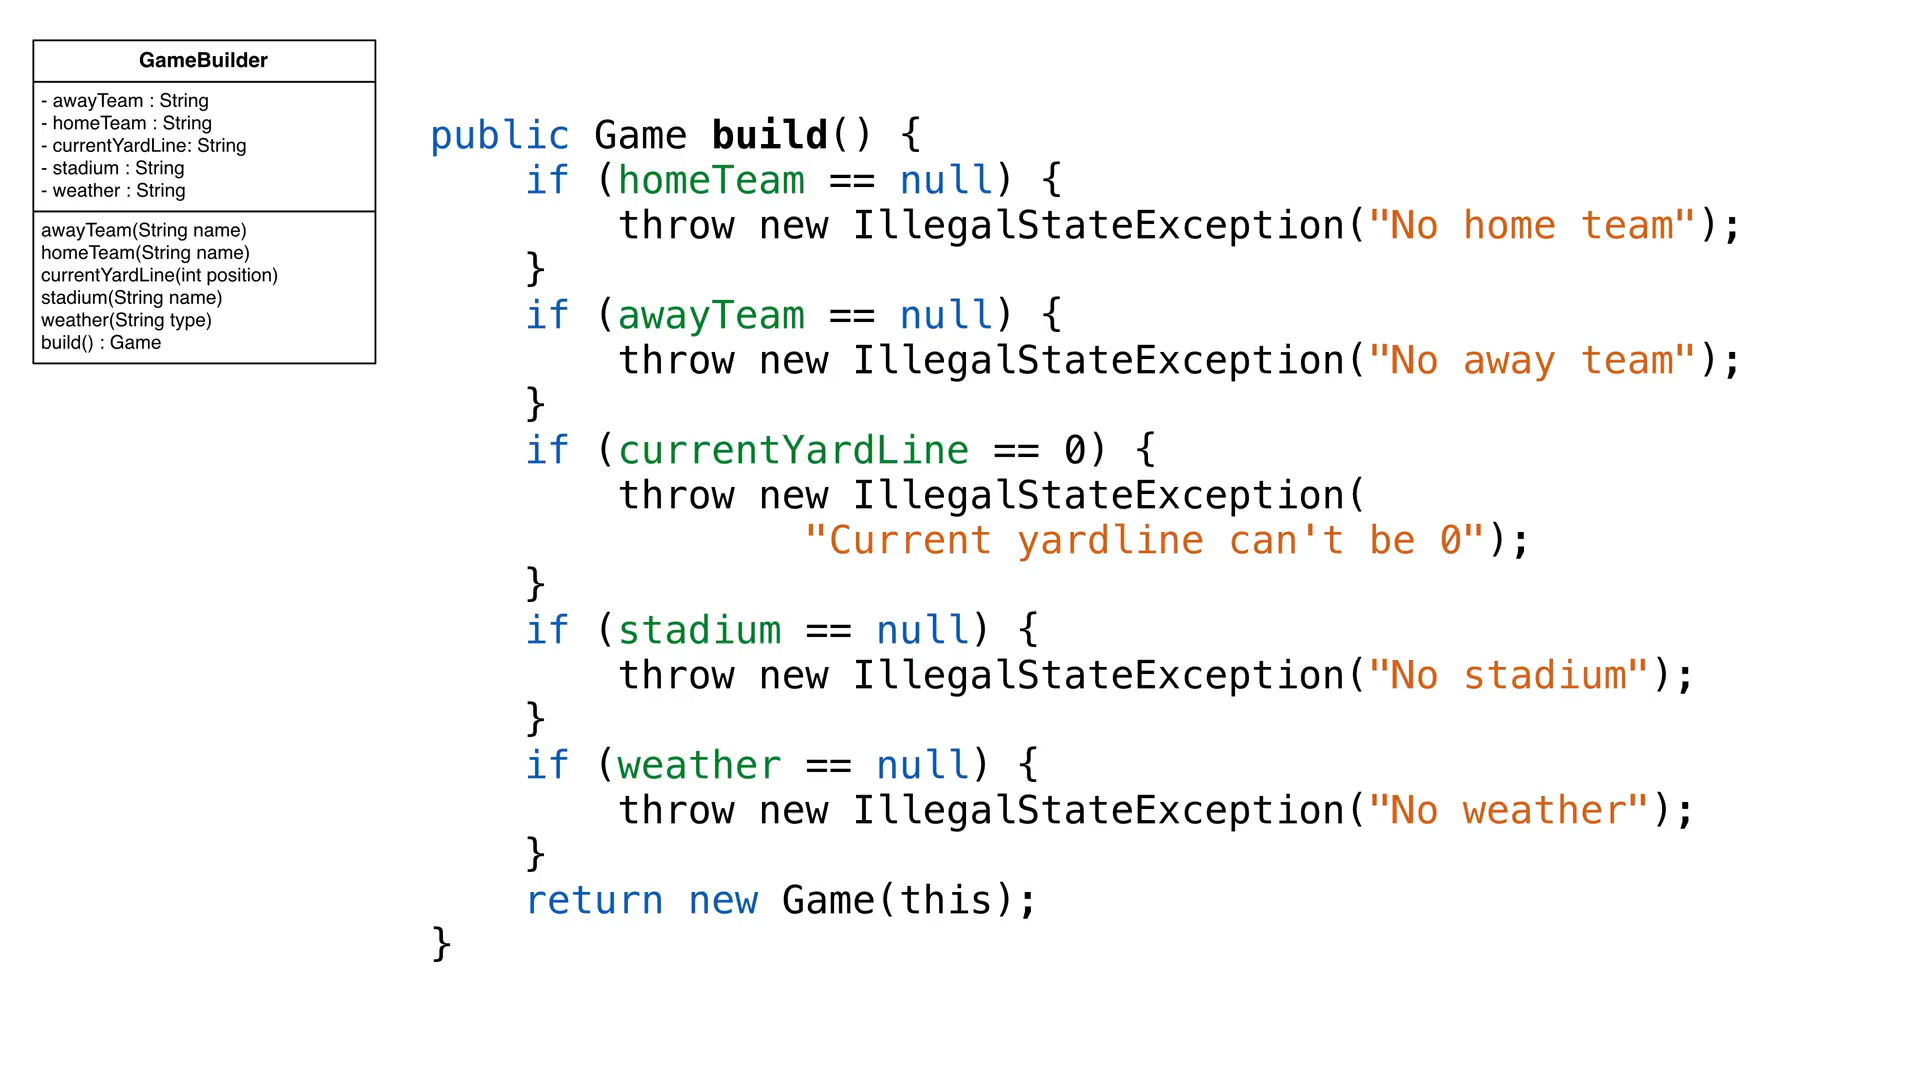 GameBuilder
- awayTeam : String
- homeTeam : String
- currentYardLine: String
- stadium : String
- weather : String
awayTeam(String name)
homeTeam(String name)
currentYardLine(int position)
stadium(String name)
weather(String type)
build() : Game
public Game build() {
    if (homeTeam == null) {
        throw new IllegalStateException("No home team");
    }
    if (awayTeam == null) {
        throw new IllegalStateException("No away team");
    }
    if (currentYardLine == 0) {
        throw new IllegalStateException(
                "Current yardline can't be 0");
    }
    if (stadium == null) {
        throw new IllegalStateException("No stadium");
    }
    if (weather == null) {
        throw new IllegalStateException("No weather");
    }
    return new Game(this);
}